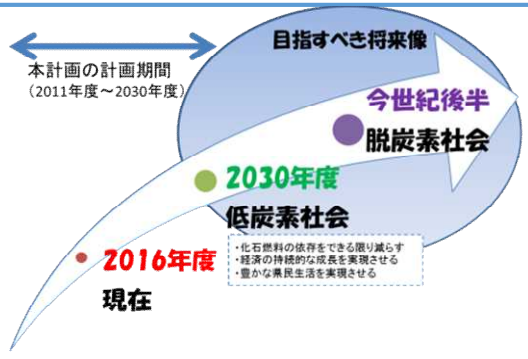 目指すべき将来像
本計画の計画期間
（2011年度～2030年度）
今世紀後半
脱炭素社会
2030年度
低炭素社会
・化石燃料の依存をできる限り減らす
・経済の持続的な成長を実現させる
・豊かな県民生活を実現させる
2016年度
現在